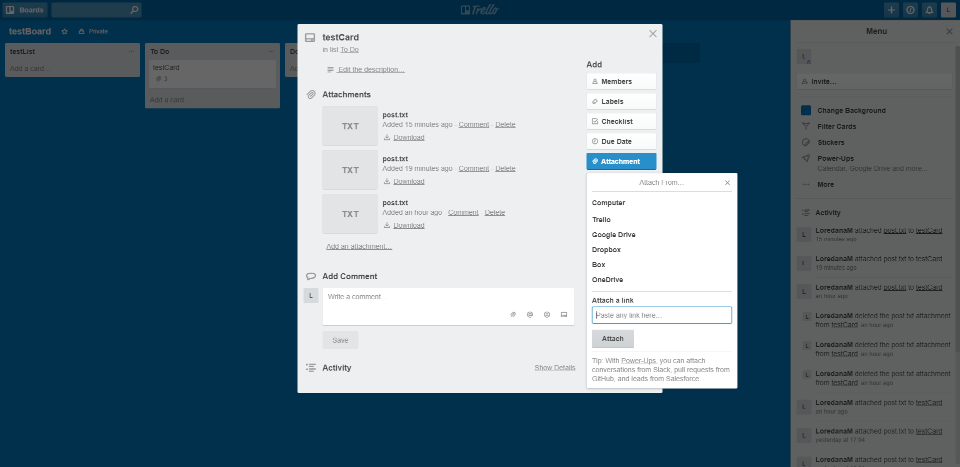 Boards
Trello
L
testBoard
Private
testList
Add a card...
To Do
testCard
3
Add a card...
testCard
in list To Do
Edit the description...
Attachments
TXT
post.txt
Added 15 minutes ago - Comment - Delete
Download
TXT
post.txt
Added 19 minutes ago - Comment - Delete
Download
TXT
post.txt
Added an hour ago - Comment - Delete
Download
Add an attachment...
Add Comment
L
Write a comment
Save
Activity
Show Details
Add
Members
Labels
Checklist
Due Date
Attachment
Attach From...
Computer
Trello
Google Drive
Dropbox
Box
OneDrive
Attach a link
Paste any link here...
Attach
Tip: With Power-Ups, you can attach
conversations from Slack, pull requests from
GitHub, and leads from Salesforce.
Menu
L
Invite...
Change Background
Filter Cards
Stickers
Power-Ups
Calendar, Google Drive and more...
More
Activity
L
LoredanaM attached post.txt to testCard
15 minutes ago
L
LoredanaM attached post.txt to testCard
19 minutes ago
L
LoredanaM attached post.txt to testCard
an hour ago
L
LoredanaM deleted the post.txt attachment
from testCard an hour ago
L
LoredanaM deleted the post.txt attachment
from testCard an hour ago
L
LoredanaM deleted the post.txt attachment
from testCard an hour ago
L
LoredanaM attached post.txt to testCard
an hour ago
L
LoredanaM attached post.txt to testCard
yesterday at 17:04
L
LoredanaM attached post.txt to testCard